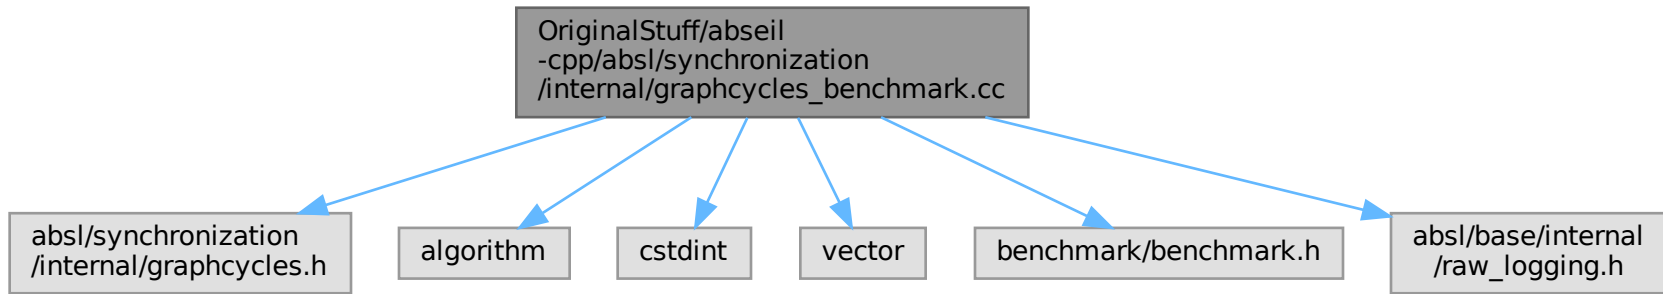 OriginalStuff/abseil
-cpp/absl/synchronization
/internal/graphcycles_benchmark.cc
absl/synchronization
/internal/graphcycles.h
algorithm
cstdint
vector
benchmark/benchmark.h
absl/base/internal
/raw_logging.h